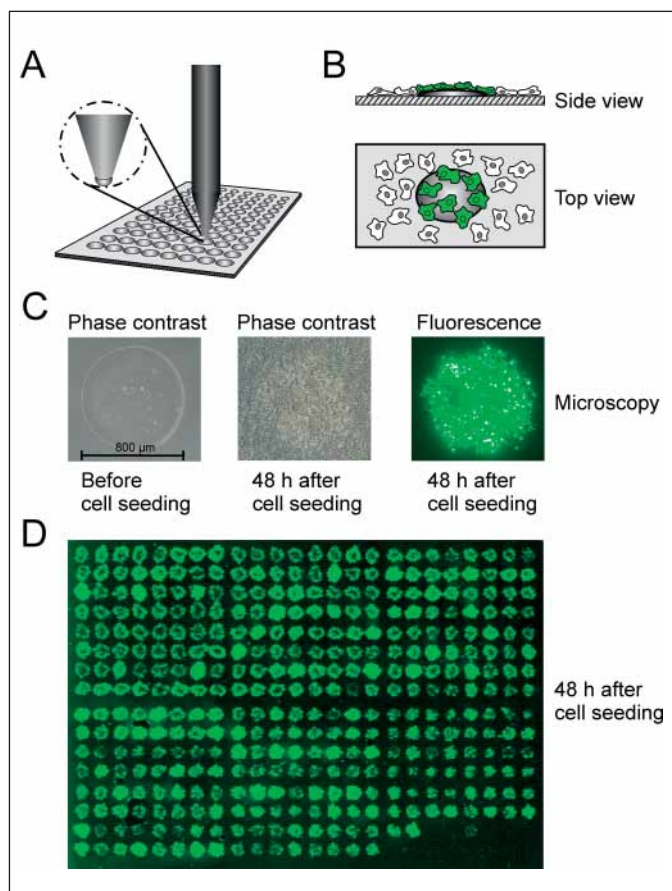 A
B
Side view
Top view
C
Phase contrast
Phase contrast
Fluorescence
800 µm
Microscopy
Before
cell seeding
48 h after
cell seeding
48 h after
cell seeding
D
48 h after
cell seeding